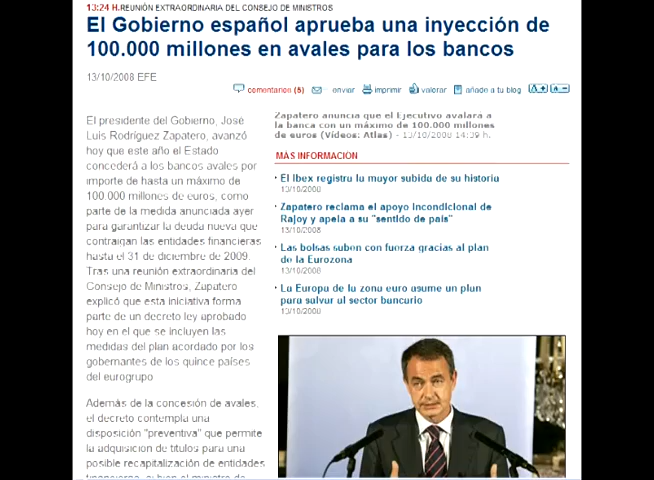 13:24 H.REUNIÓN EXTRAORDINARIA DEL CONSEJO DE MINISTROS
El Gobierno español aprueba una inyección de
100.000 millones en avales para los bancos
13/10/2008 EFE
comentarios (5) enviar imprimir valorar añade a tu blog A+ A-
El presidente del Gobierno, José
Luis Rodríguez Zapatero, avanzó
hoy que este año el Estado
concederá a los bancos avales por
importe de hasta un máximo de
100.000 millones de euros, como
parte de la medida anunciada ayer
para garantizar la deuda nueva que
contraigan las entidades financieras
hasta el 31 de diciembre de 2009.
Tras una reunión extraordinaria del
Consejo de Ministros, Zapatero
explicó que esta iniciativa forma
parte de un decreto ley aprobado
hoy en el que se incluyen las
medidas del plan acordado por los
gobernantes de los quince países
del eurogrupo
Además de la concesión de avales,
el decreto contempla una
disposición "preventiva" que permite
la adquisición de títulos para una
posible recapitalización de entidades
Zapatero anuncia que el Ejecutivo avalará a
la banca con un máximo de 100.000 millones
de euros (Vídeos: Atlas) - 13/10/2008 14:39 h.
MÁS INFORMACIÓN
El Ibex registra la mayor subida de su historia
13/10/2008
Zapatero reclama el apoyo incondicional de
Rajoy y apela a su "sentido de país"
13/10/2008
Las bolsas suben con fuerza gracias al plan
de la Eurozona
13/10/2008
La Europa de la zona euro asume un plan
para salvar al sector bancario
13/10/2008